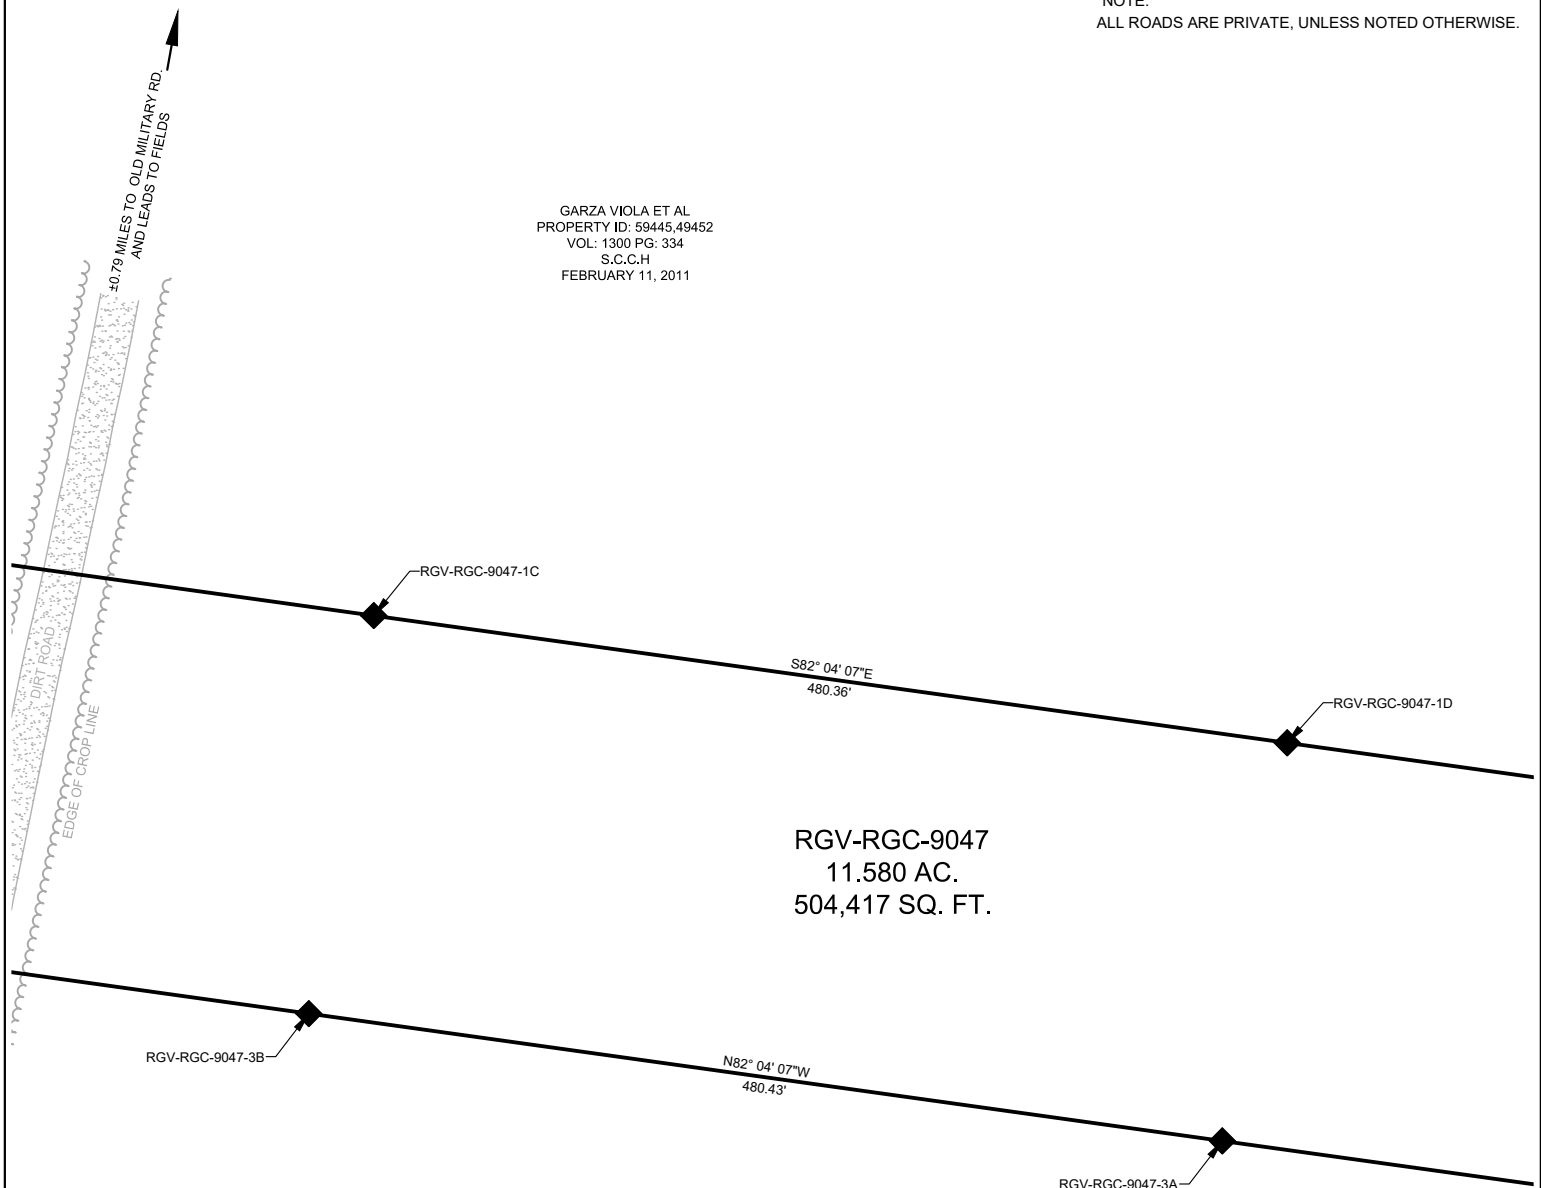 NOTE:
ALL ROADS ARE PRIVATE, UNLESS NOTED OTHERWISE.
±0.79 MILES TO OLD MILITARY RD.
AND LEADS TO FIELDS
GARZA VIOLA ET AL
PROPERTY ID: 59445,49452
VOL: 1300 PG: 334
S.C.C.H
FEBRUARY 11, 2011
RGV-RGC-9047-1C
DIRT ROAD
EDGE OF CROP LINE
S82° 04' 07"E
480.36'
RGV-RGC-9047-1D
RGV-RGC-9047
11.580 AC.
504,417 SQ. FT.
RGV-RGC-9047-3B
N82° 04' 07"W
480.43'
RGV-RGC-9047-3A